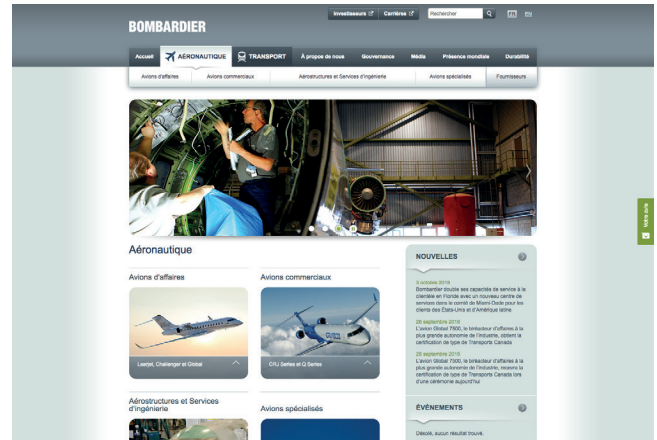 Investisseurs
Carrières
Rechercher
FR
EN
BOMBARDIER
Accueil
AÉRONAUTIQUE
TRANSPORT
À propos de nous
Gouvernance
Média
Présence mondiale
Durabilité
Avions d'affaires
Avions commerciaux
Aérostructures et Services d'ingénierie
Avions spécialisés
Fournisseurs
Votre avis
Aéronautique
Avions d'affaires
Learjet, Challenger et Global
Avions commerciaux
CRJ Series et Q Series
Aérostructures et Services
d'ingénierie
Avions spécialisés
NOUVELLES
3 octobre 2018
Bombardier double ses capacités de service à la
clientèle en Floride avec un nouveau centre de
services dans le comté de Miami-Dade pour les
clients des États-Unis et d'Amérique latine
28 septembre 2018
L'avion Global 7500, le biréacteur d'affaires à la
plus grande autonomie de l'industrie, obtient la
certification de type de Transports Canada
28 septembre 2018
L'avion Global 7500, le biréacteur d'affaires à la
plus grande autonomie de l'industrie, recevra la
certification de type de Transports Canada lors
d'une cérémonie aujourd'hui
ÉVÉNEMENTS
Désolé, aucun résultat trouvé.